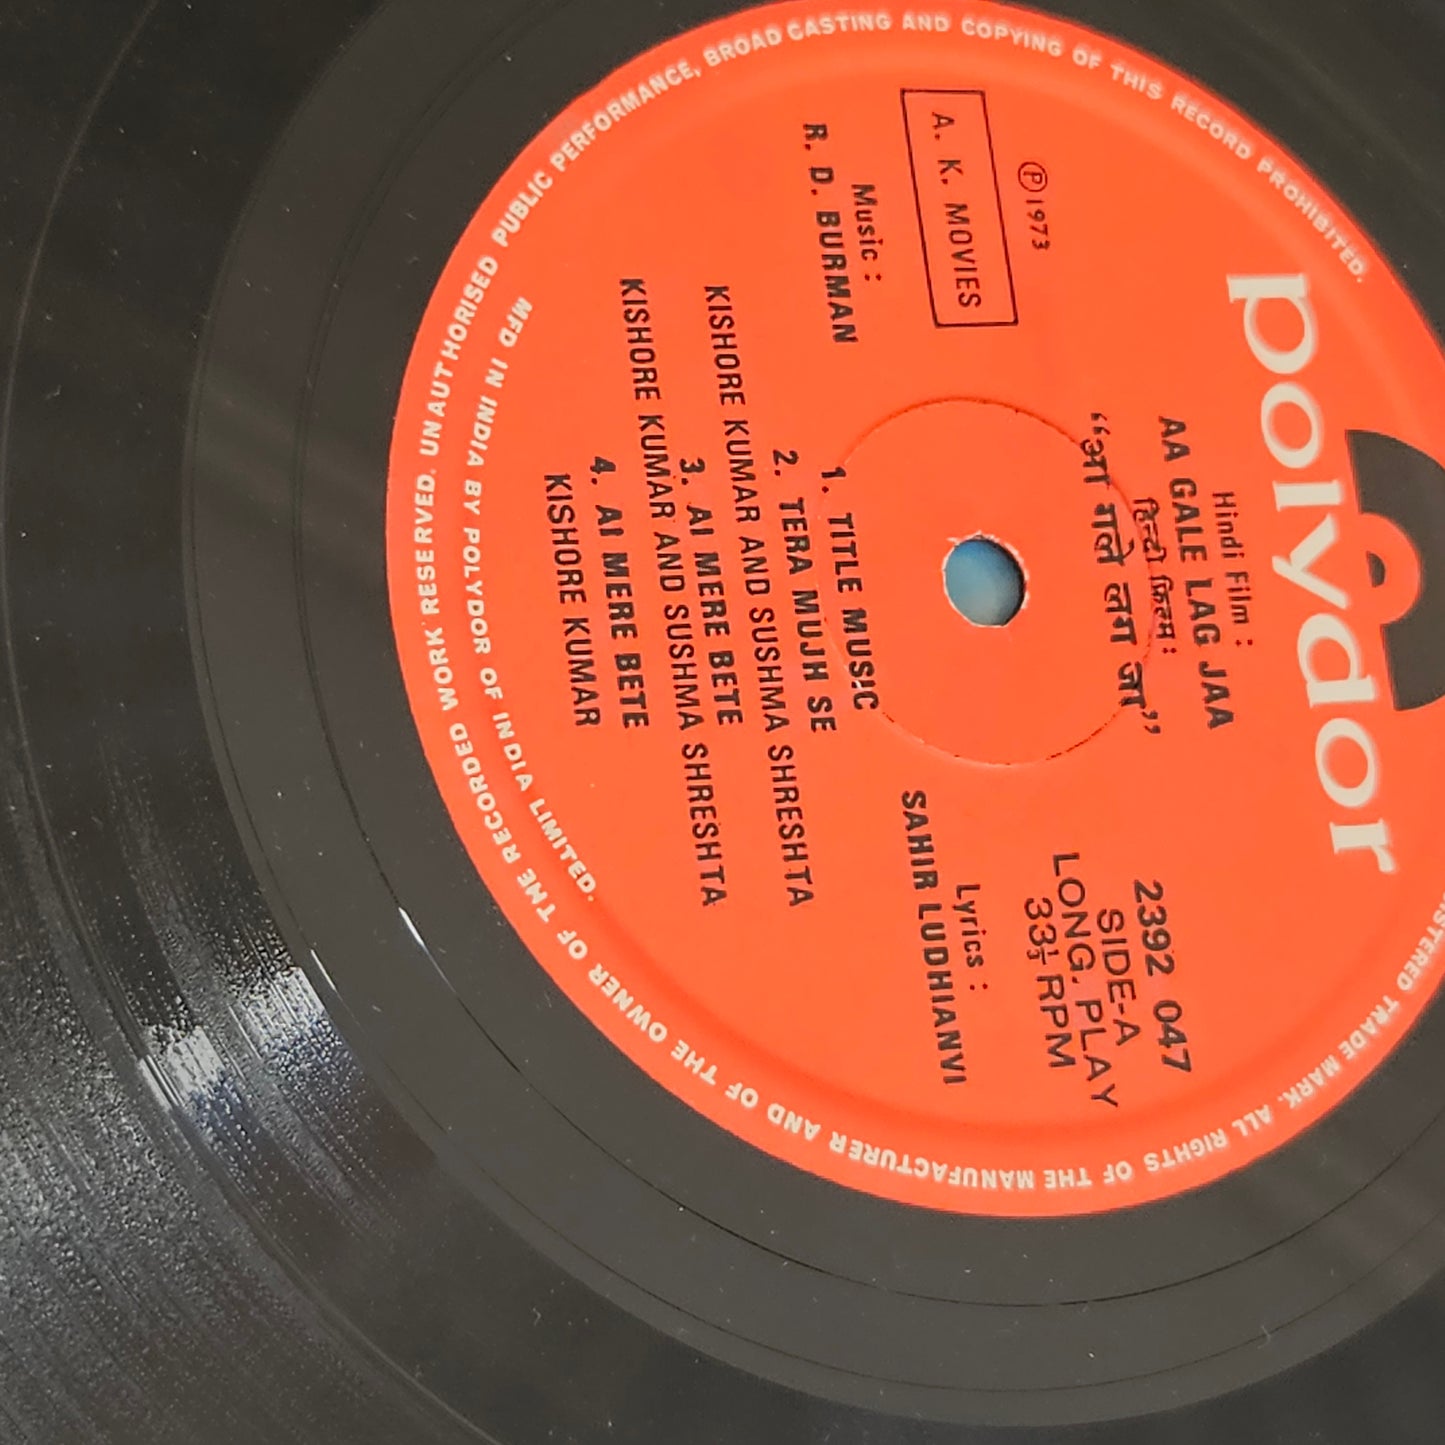 polydor
Hindi Film :
AA GALE LAG JAA
हिन्दी फ़िल्म :
“आ गले लग जा”
℗1973
A. K. MOVIES
2392 047
SIDE-A
LONG. PLAY
33⅓ RPM
Music :
R. D. BURMAN
Lyrics :
SAHIR LUDHIANVI
1. TITLE MUSIC
2. TERA MUJH SE
KISHORE KUMAR AND SUSHMA SHRESHTA
3. AI MERE BETE
KISHORE KUMAR AND SUSHMA SHRESHTA
4. AI MERE BETE
KISHORE KUMAR
TRADE MARK. ALL RIGHTS OF THE MANUFACTURER AND OF THE OWNER OF THE RECORDED WORK RESERVED. UNAUTHORISED PUBLIC PERFORMANCE, BROADCASTING AND COPYING OF THIS RECORD PROHIBITED.
MFD IN INDIA BY POLYDOR OF INDIA LIMITED.